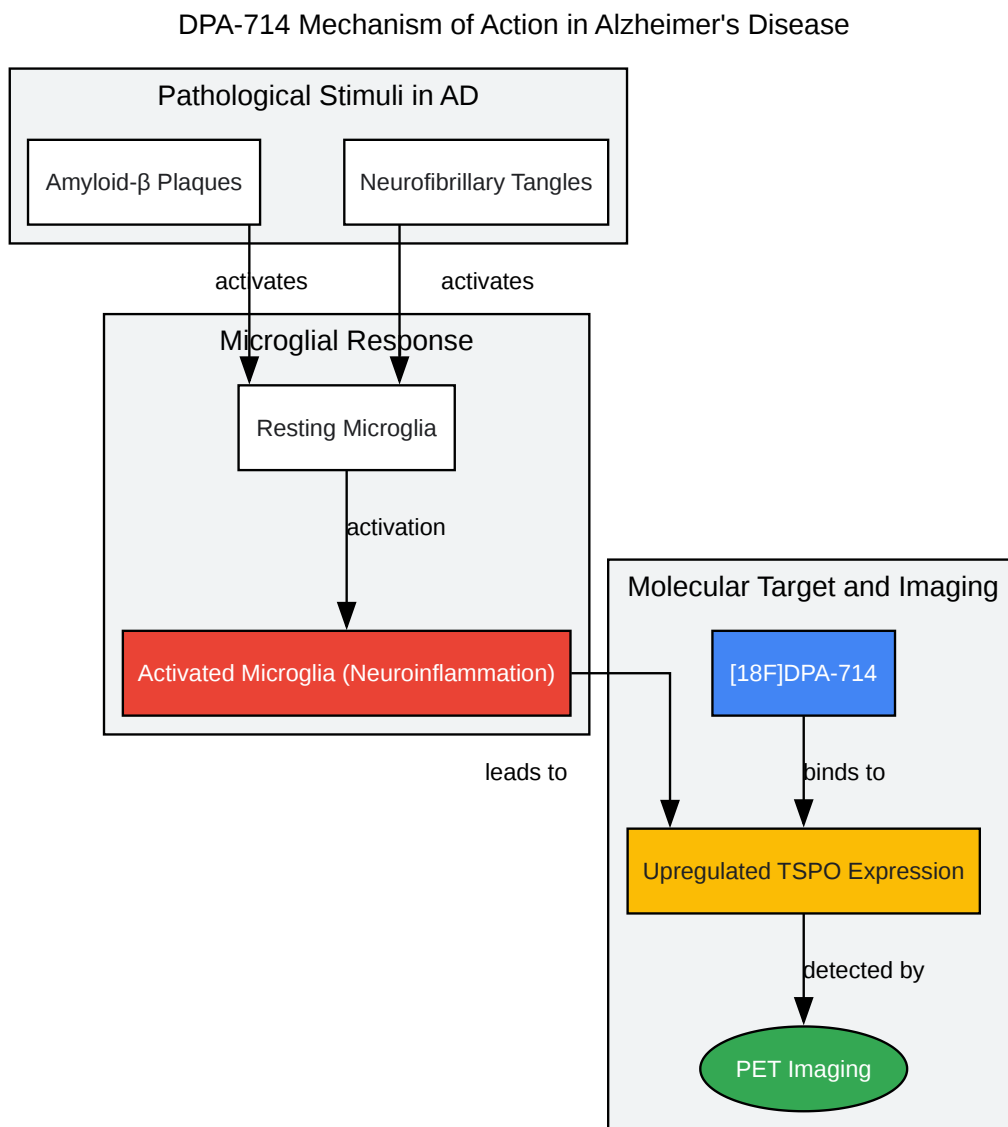 DPA-714 Mechanism of Action in Alzheimer's Disease
Pathological Stimuli in AD
Amyloid-β Plaques
Neurofibrillary Tangles
activates
activates
Microglial Response
Resting Microglia
activation
Molecular Target and Imaging
Activated Microglia (Neuroinflammation)
[18F]DPA-714
leads to
binds to
Upregulated TSPO Expression
detected by
PET Imaging